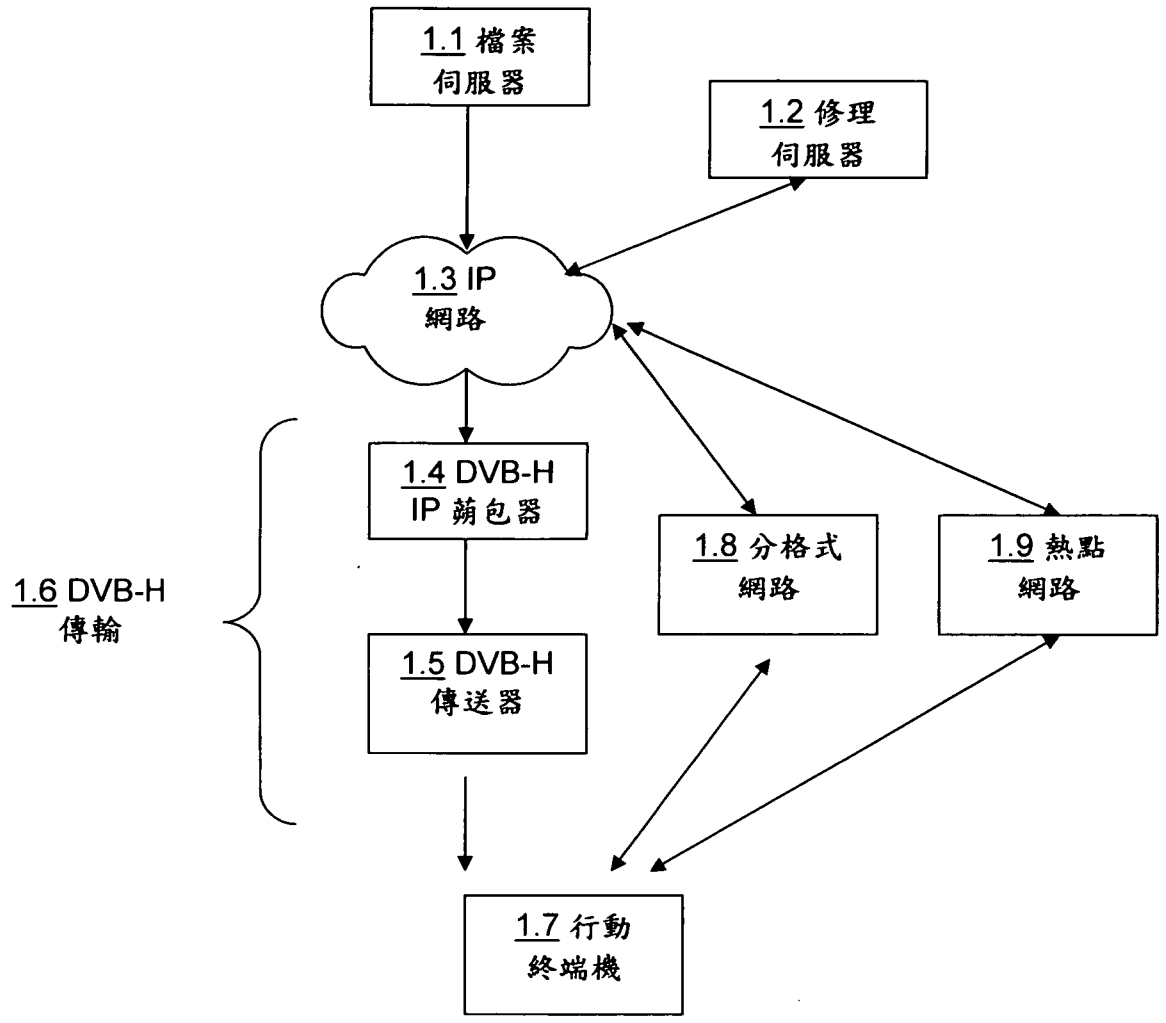 1.1 檔案
伺服器
1.2 修理
伺服器
1.3 IP
網路
1.4 DVB-H
IP 蒴包器
1.8 分格式
網路
1.9 熱點
網路
1.6 DVB-H
傳輸
1.5 DVB-H
傳送器
1.7 行動
終端機